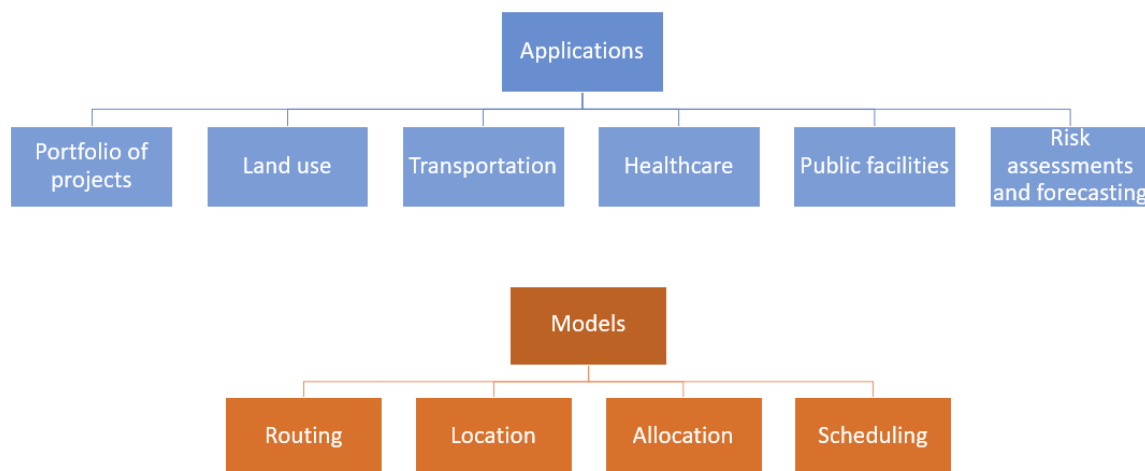 Applications
Portfolio of
projects
Land use
Transportation
Healthcare
Public facilities
Risk
assessments
and forecasting
Models
Routing
Location
Allocation
Scheduling